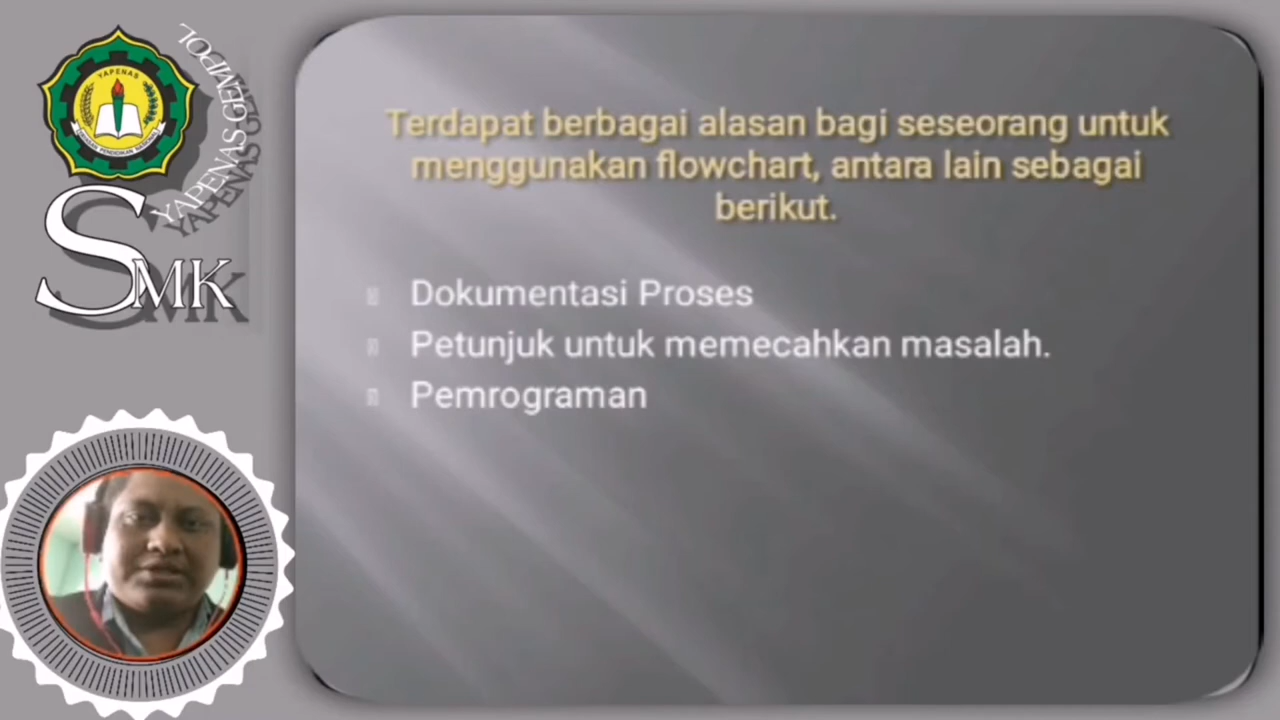 YAPENAS
YAPENAS GEMPOL
SMK
Terdapat berbagai alasan bagi seseorang untuk
menggunakan flowchart, antara lain sebagai
berikut.
Dokumentasi Proses
Petunjuk untuk memecahkan masalah.
Pemrograman